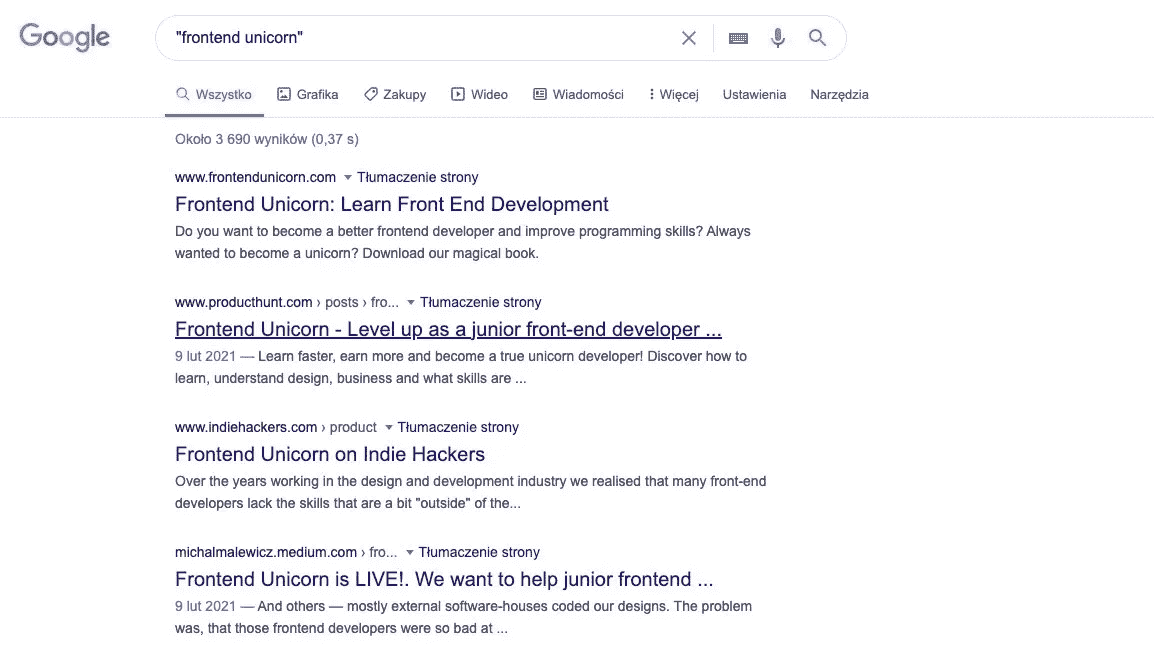 Google
"frontend unicorn"
Wszystko Grafika Zakupy Wideo Wiadomości Więcej Ustawienia Narzędzia
Około 3 690 wyników (0,37 s)
www.frontendunicorn.com Tłumaczenie strony
Frontend Unicorn: Learn Front End Development
Do you want to become a better frontend developer and improve programming skills? Always
wanted to become a unicorn? Download our magical book.
www.producthunt.com › posts › fro... Tłumaczenie strony
Frontend Unicorn - Level up as a junior front-end developer ...
9 lut 2021 — Learn faster, earn more and become a true unicorn developer! Discover how to
learn, understand design, business and what skills are ...
www.indiehackers.com › product Tłumaczenie strony
Frontend Unicorn on Indie Hackers
Over the years working in the design and development industry we realised that many front-end
developers lack the skills that are a bit "outside" of the...
michalmalewicz.medium.com › fro... Tłumaczenie strony
Frontend Unicorn is LIVE!. We want to help junior frontend ...
9 lut 2021 — And others — mostly external software-houses coded our designs. The problem
was, that those frontend developers were so bad at ...